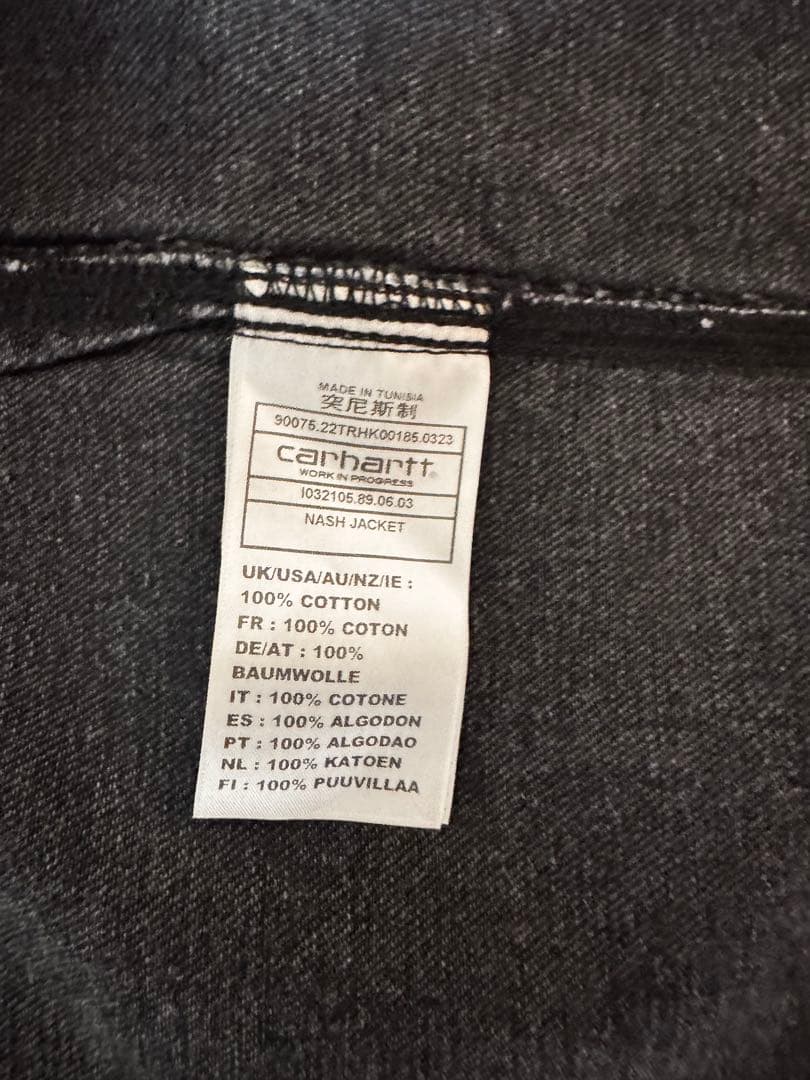 MADE IN TUNISIA
突尼斯制
90075.22TRHK00185.0323
carhartt
WORK IN PROGRESS
I032105.89.06.03
NASH JACKET
UK/USA/AU/NZ/IE :
100% COTTON
FR : 100% COTON
DE/AT : 100%
BAUMWOLLE
IT : 100% COTONE
ES : 100% ALGODON
PT : 100% ALGODAO
NL : 100% KATOEN
FI : 100% PUUVILLAA